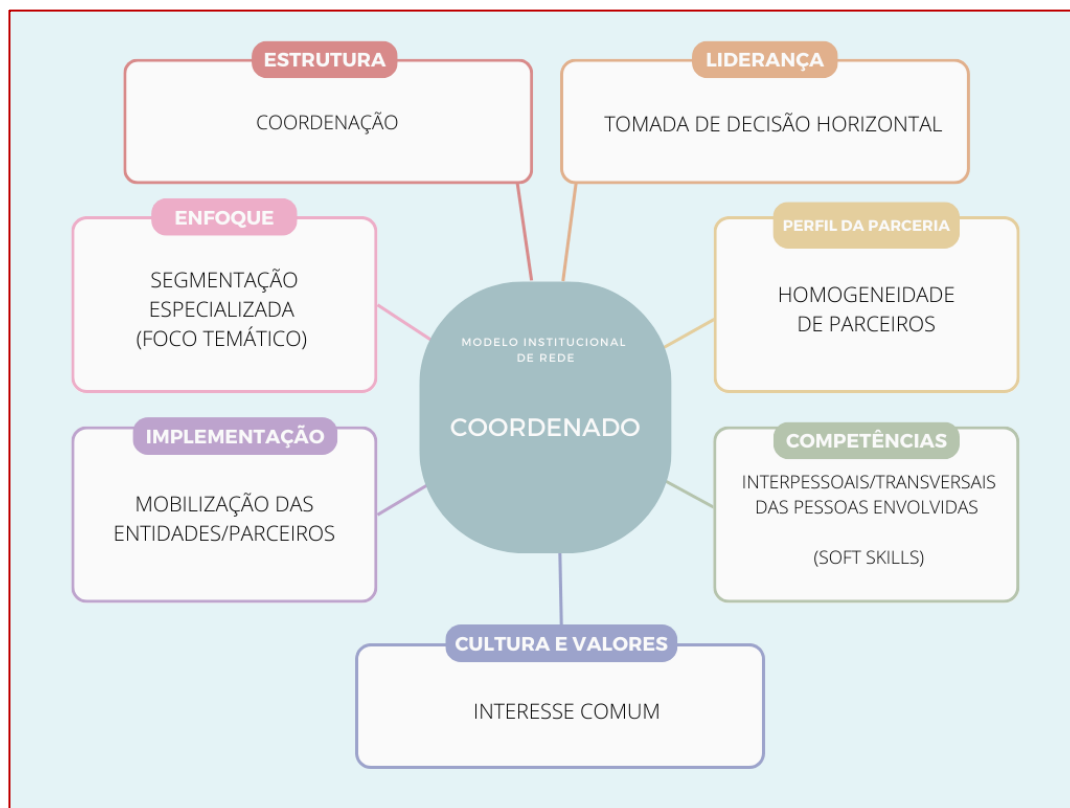 ESTRUTURA
COORDENAÇÃO
LIDERANÇA
TOMADA DE DECISÃO HORIZONTAL
ENFOQUE
SEGMENTAÇÃO
ESPECIALIZADA
(FOCO TEMÁTICO)
PERFIL DA PARCERIA
HOMOGENEIDADE
DE PARCEIROS
MODELO INSTITUCIONAL
DE REDE
COORDENADO
IMPLEMENTAÇÃO
MOBILIZAÇÃO DAS
ENTIDADES/PARCEIROS
COMPETÊNCIAS
INTERPESSOAIS/TRANSVERSAIS
DAS PESSOAS ENVOLVIDAS
(SOFT SKILLS)
CULTURA E VALORES
INTERESSE COMUM